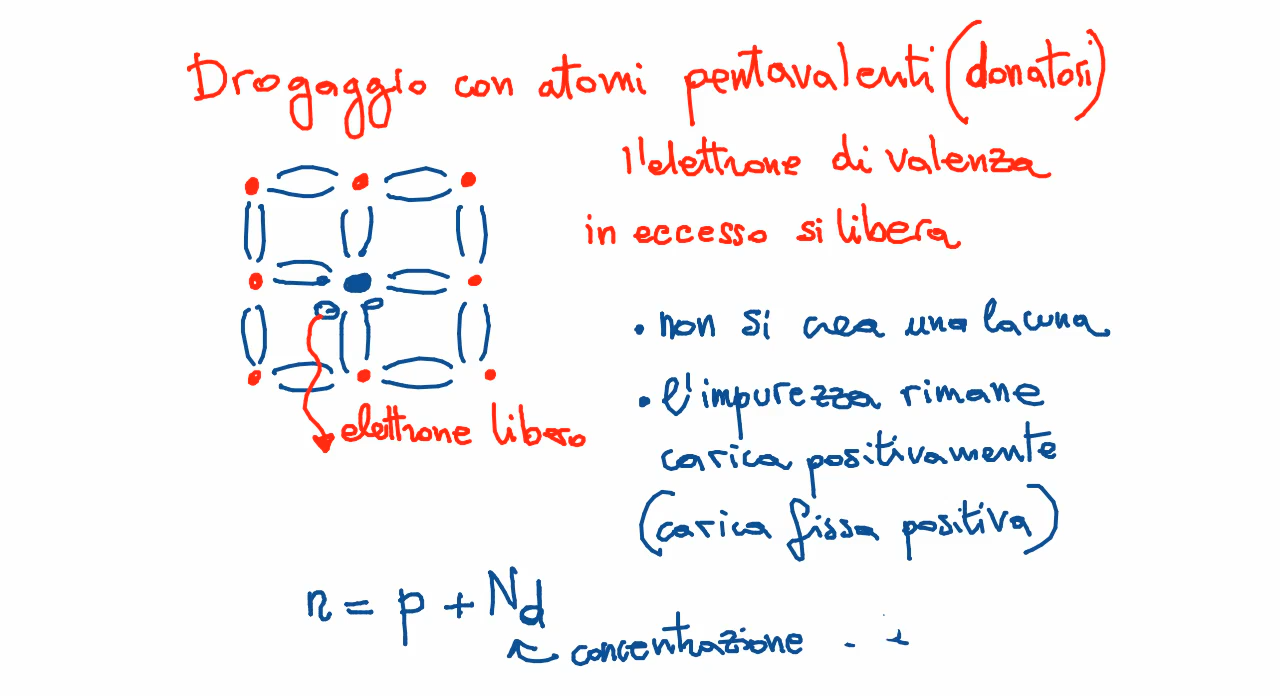 Drogaggio con atomi pentavalenti (donatori)
l'elettrone di valenza
in eccesso si libera
• non si crea una lacuna
• l'impurezza rimane
elettrone libero
carica positivamente
(carica fissa positiva)
n = p + Nd
concentrazione